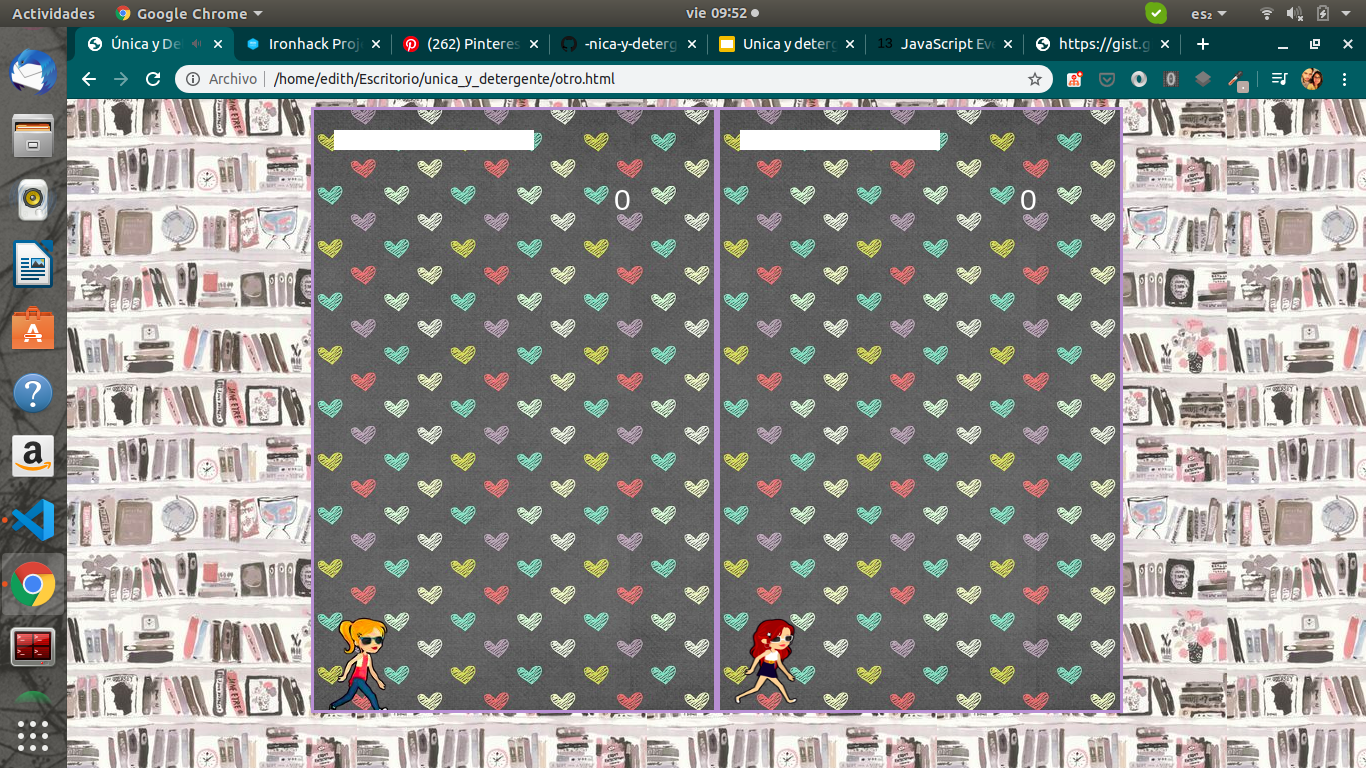 Actividades
Google Chrome
vie 09:52
es₂
Única y De
Ironhack Proj
(262) Pinteres
-nica-y-deterg
Unica y deterg
13 JavaScript Eve
https://gist.g
Archivo
/home/edith/Escritorio/unica_y_detergente/otro.html
0
0